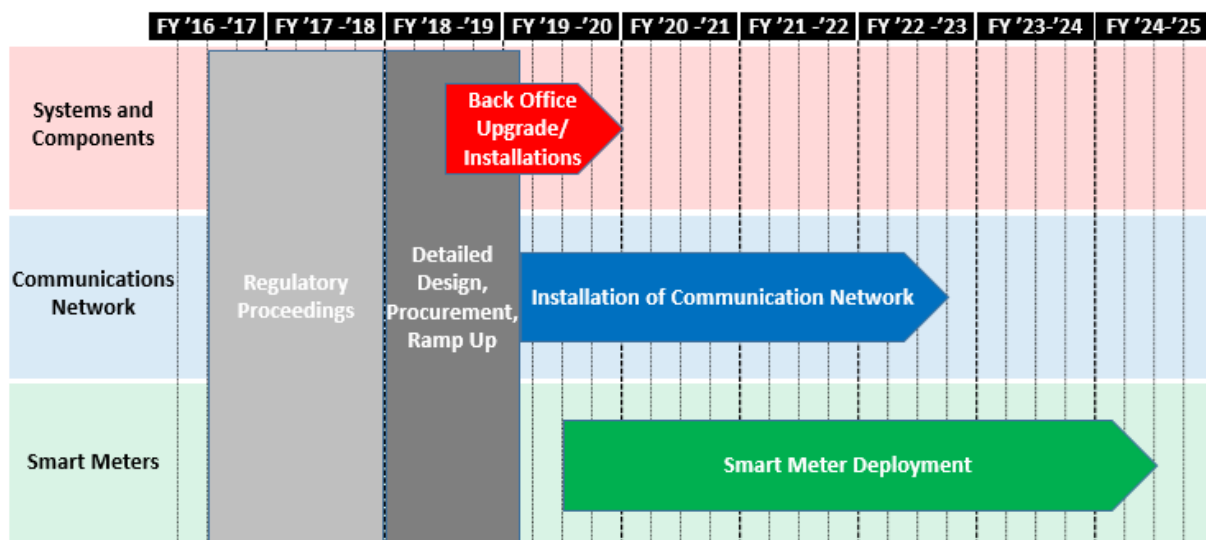 FY ’16 -’17 FY ’17 -’18 FY ’18 -’19 FY ’19 -’20 FY ’20 -’21 FY ’21 -’22 FY ’22 -’23 FY ’23-’24 FY ’24-’25
Systems and
Components
Back Office
Upgrade/
Installations
Communications
Network
Regulatory
Proceedings
Detailed
Design,
Procurement,
Ramp Up
Installation of Communication Network
Smart Meters
Smart Meter Deployment